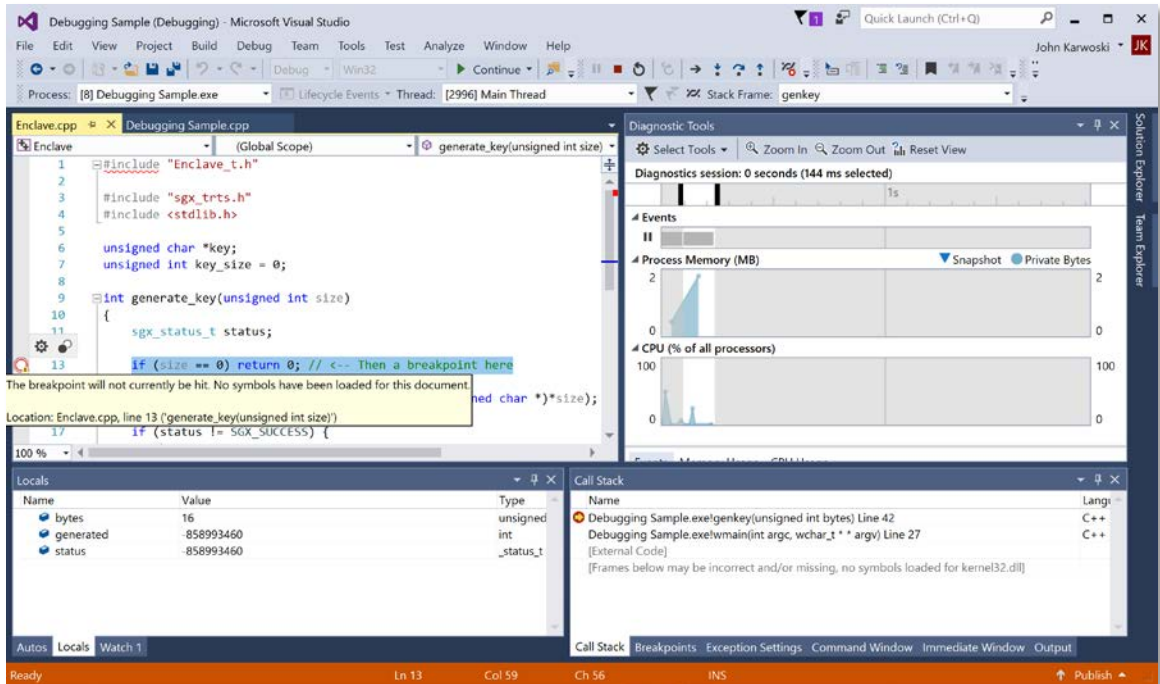 Debugging Sample (Debugging) - Microsoft Visual Studio
1
Quick Launch (Ctrl+Q)
File Edit View Project Build Debug Team Tools Test Analyze Window Help
John Karwoski JK
Debug Win32 Continue
Process: [8] Debugging Sample.exe Lifecycle Events Thread: [2996] Main Thread Stack Frame: genkey
Enclave.cpp Debugging Sample.cpp
Enclave (Global Scope) generate_key(unsigned int size)
1 #include "Enclave_t.h"
2
3 #include "sgx_trts.h"
4 #include <stdlib.h>
5
6 unsigned char *key;
7 unsigned int key_size = 0;
8
9 int generate_key(unsigned int size)
10 {
11 sgx_status_t status;
13 if (size == 0) return 0; // <-- Then a breakpoint here
The breakpoint will not currently be hit. No symbols have been loaded for this document.
ned char *)*size);
Location: Enclave.cpp, line 13 ('generate_key(unsigned int size)')
17 if (status != SGX_SUCCESS) {
100 %
Diagnostic Tools
Select Tools Zoom In Zoom Out Reset View
Diagnostics session: 0 seconds (144 ms selected)
1s
Events
Process Memory (MB) Snapshot Private Bytes
2 2
0 0
CPU (% of all processors)
100 100
0 0
Solution Explorer
Team Explorer
Locals
Name Value Type
bytes 16 unsigned
generated -858993460 int
status -858993460 _status_t
Autos Locals Watch 1
Call Stack
Name Langu
Debugging Sample.exe!genkey(unsigned int bytes) Line 42 C++
Debugging Sample.exe!wmain(int argc, wchar_t * * argv) Line 27 C++
[External Code]
[Frames below may be incorrect and/or missing, no symbols loaded for kernel32.dll]
Call Stack Breakpoints Exception Settings Command Window Immediate Window Output
Ready Ln 13 Col 59 Ch 56 INS Publish